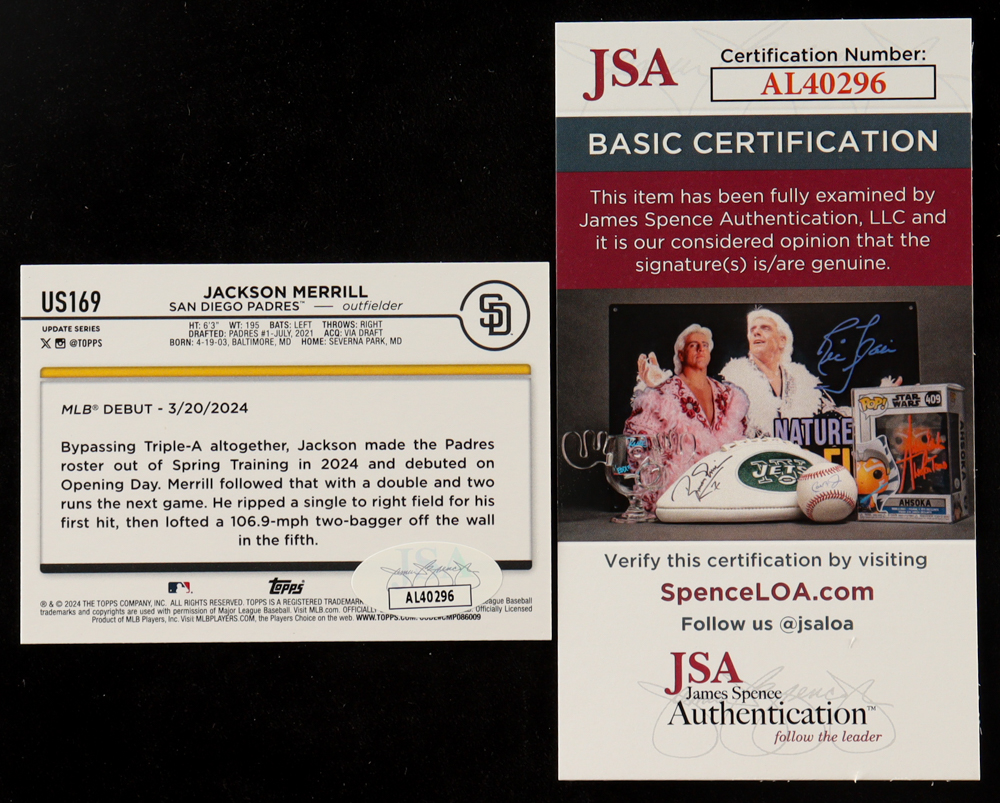 US169
JACKSON MERRILL
SAN DIEGO PADRES™ — outfielder
SD
UPDATE SERIES
@TOPPS
HT: 6'3" WT: 195 BATS: LEFT THROWS: RIGHT
DRAFTED: PADRES #1-JULY, 2021 ACQ: VIA DRAFT
BORN: 4-19-03, BALTIMORE, MD HOME: SEVERNA PARK, MD
MLB® DEBUT - 3/20/2024
Bypassing Triple-A altogether, Jackson made the Padres
roster out of Spring Training in 2024 and debuted on
Opening Day. Merrill followed that with a double and two
runs the next game. He ripped a single to right field for his
first hit, then lofted a 106.9-mph two-bagger off the wall
in the fifth.
Topps
JSA
AL40296
® & © 2024 THE TOPPS COMPANY, INC. ALL RIGHTS RESERVED. TOPPS IS A REGISTERED TRADEMARK
trademarks and copyrights are used with permission of Major League Baseball. Visit MLB.com. Officially Licensed
Product of MLB Players, Inc. Visit MLBPLAYERS.COM, the Players Choice on the web.
JSA
Certification Number:
AL40296
BASIC CERTIFICATION
This item has been fully examined by
James Spence Authentication, LLC and
it is our considered opinion that the
signature(s) is/are genuine.
NATURE
JETS
POP!
STAR WARS
409
AHSOKA
AHSOKA
Verify this certification by visiting
SpenceLOA.com
Follow us @jsaloa
JSA
James Spence
Authentication™
follow the leader